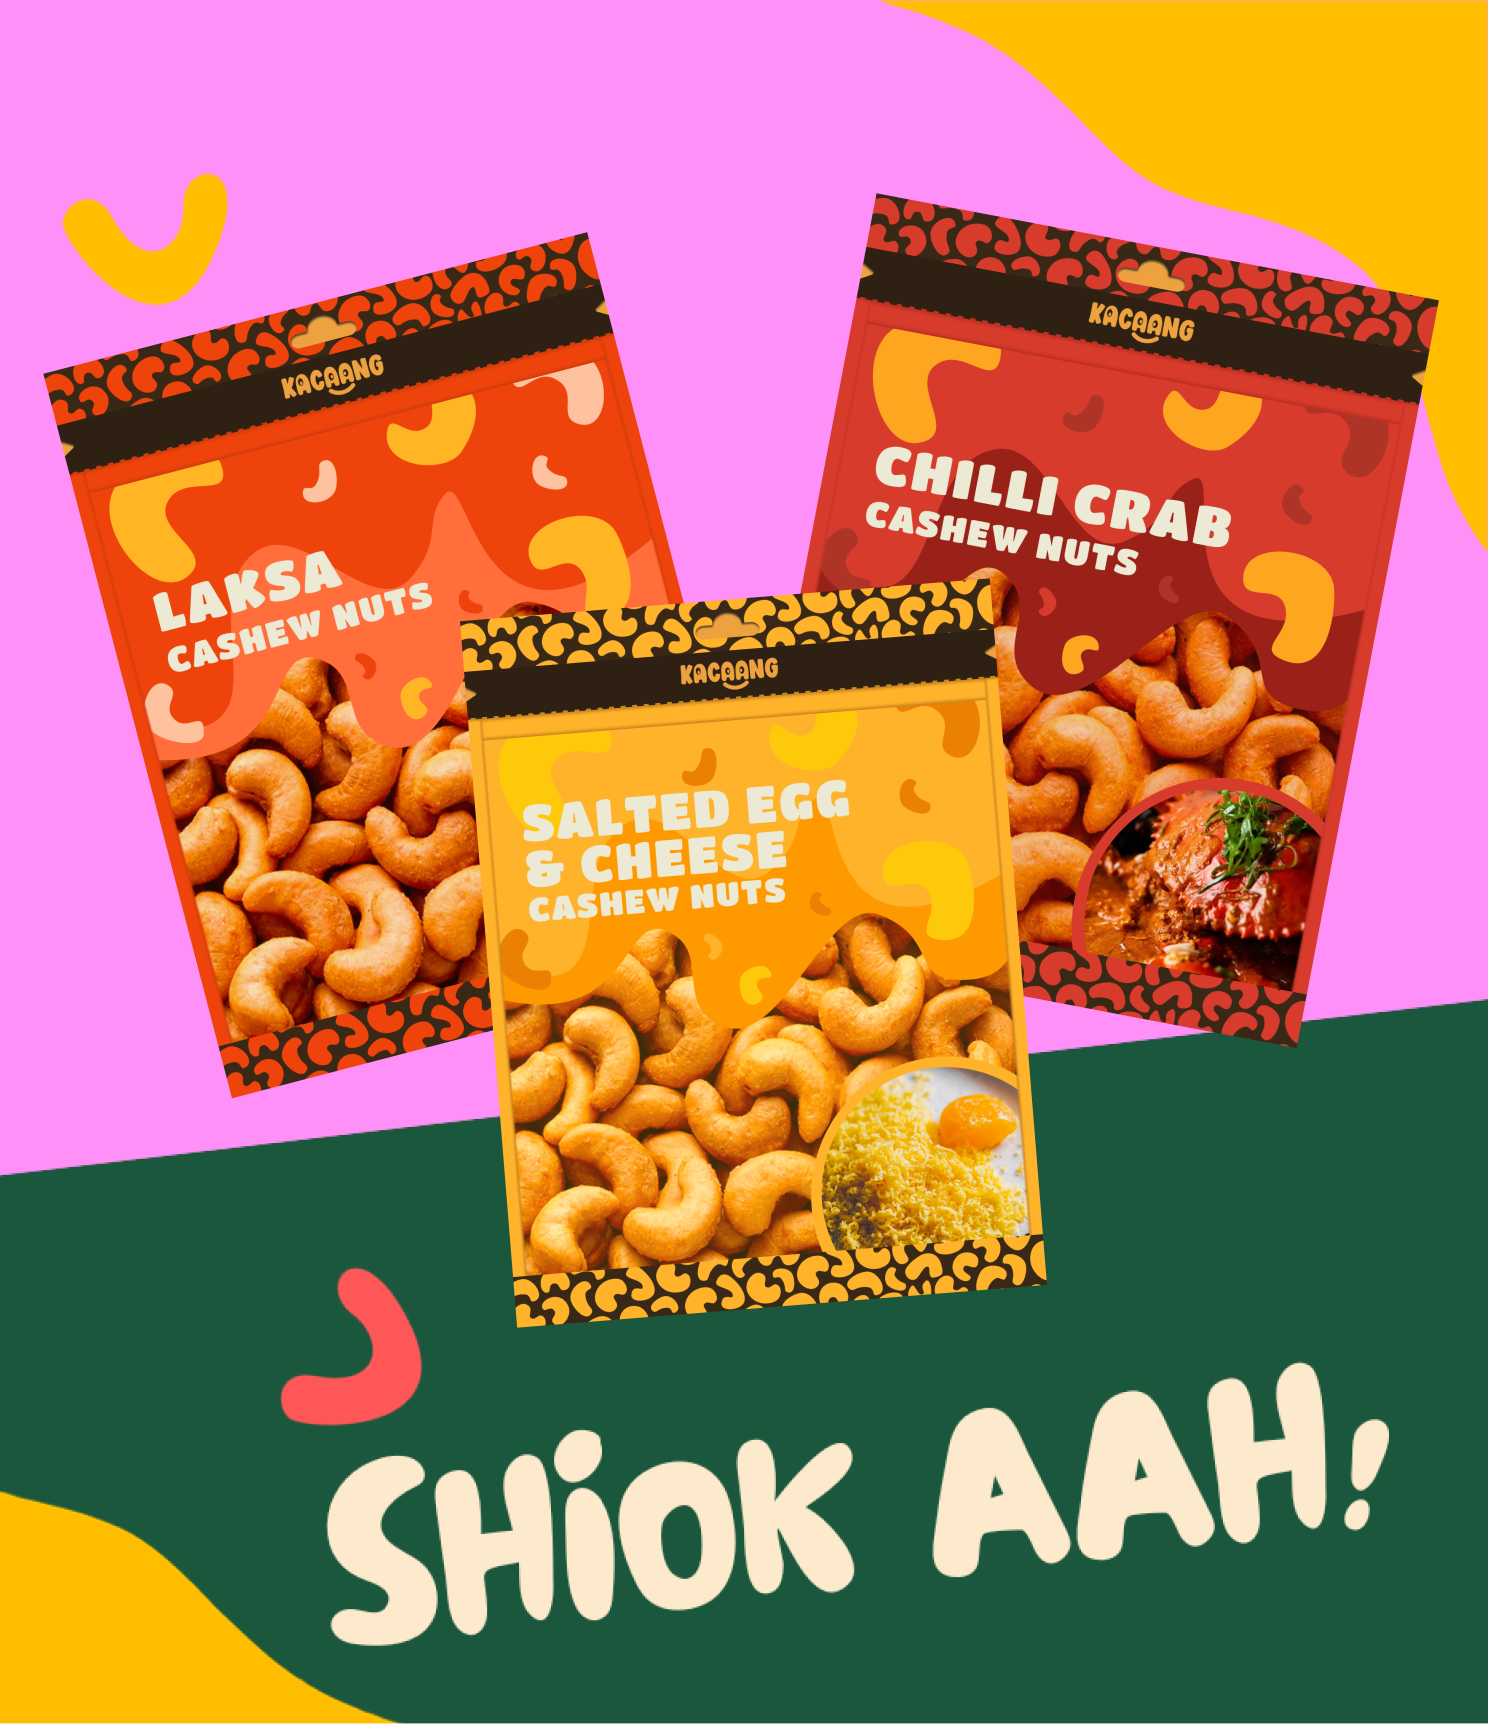 KACAANG
LAKSA
CASHEW NUTS
KACAANG
CHILLI CRAB
CASHEW NUTS
KACAANG
SALTED EGG
& CHEESE
CASHEW NUTS
SHiOK AAH!